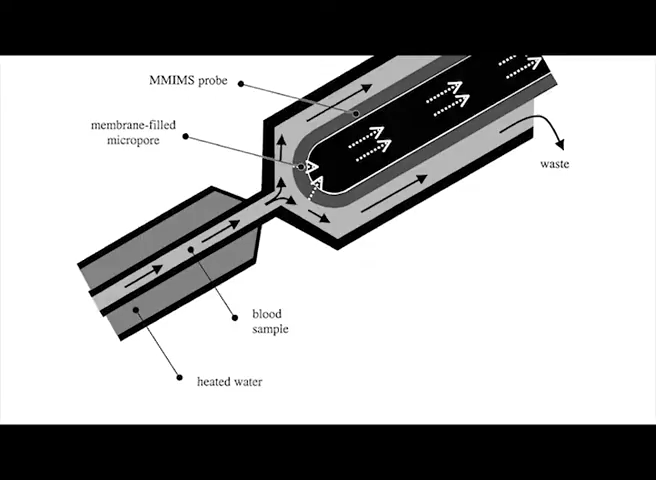 MMIMS probe
membrane-filled
micropore
waste
blood
sample
heated water